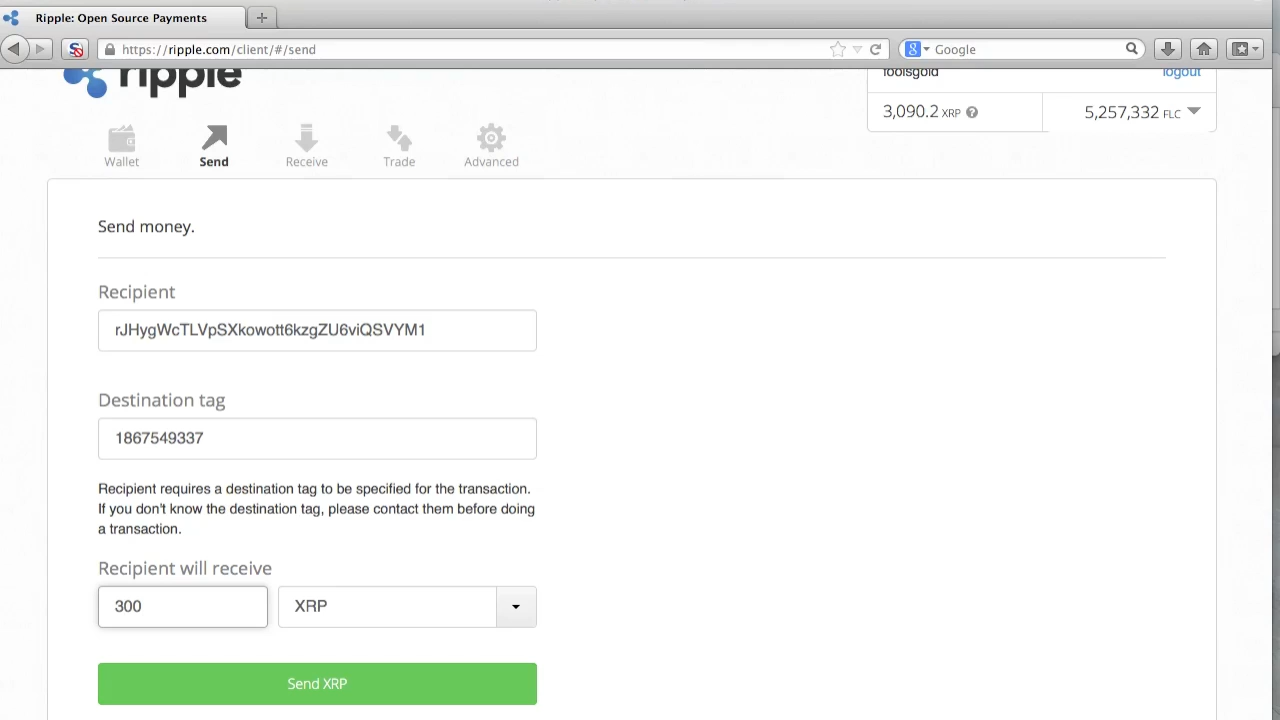 Ripple: Open Source Payments
https://ripple.com/client/#/send
Google
ripple
foolsgold
logout
3,090.2 XRP
5,257,332 FLC
Wallet
Send
Receive
Trade
Advanced
Send money.
Recipient
rJHygWcTLVpSXkowott6kzgZU6viQSVYM1
Destination tag
1867549337
Recipient requires a destination tag to be specified for the transaction.
If you don't know the destination tag, please contact them before doing
a transaction.
Recipient will receive
300
XRP
Send XRP